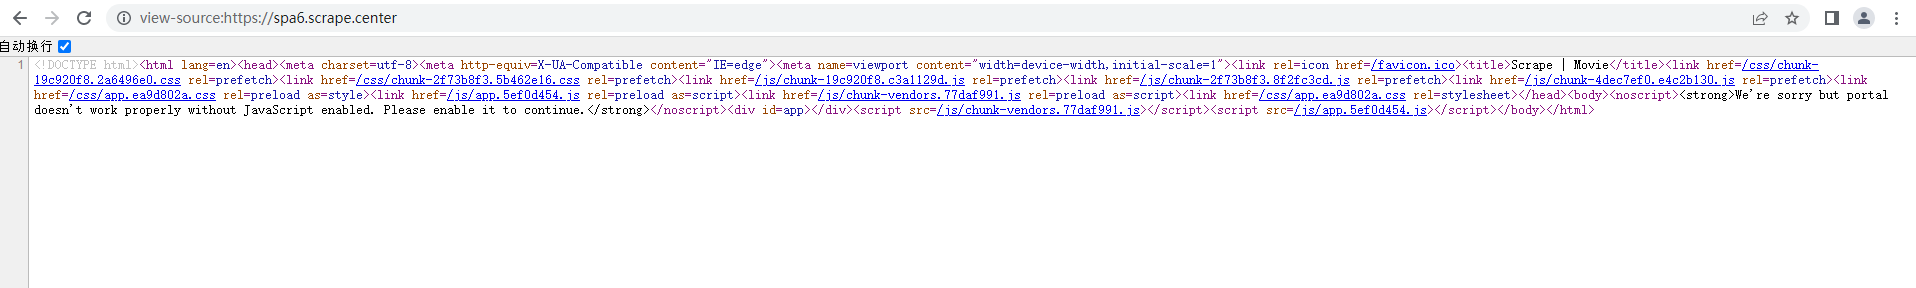 view-source:https://spa6.scrape.center
自动换行
1 <!DOCTYPE html><html lang=en><head><meta charset=utf-8><meta http-equiv=X-UA-Compatible content="IE=edge"><meta name=viewport content="width=device-width,initial-scale=1"><link rel=icon href=/favicon.ico><title>Scrape | Movie</title><link href=/css/chunk-
19c920f8.2a6496e0.css rel=prefetch><link href=/css/chunk-2f73b8f3.5b462e16.css rel=prefetch><link href=/js/chunk-19c920f8.c3a1129d.js rel=prefetch><link href=/js/chunk-2f73b8f3.8f2fc3cd.js rel=prefetch><link href=/js/chunk-4dec7ef0.e4c2b130.js rel=prefetch><link
href=/css/app.ea9d802a.css rel=preload as=style><link href=/js/app.5ef0d454.js rel=preload as=script><link href=/js/chunk-vendors.77daf991.js rel=preload as=script><link href=/css/app.ea9d802a.css rel=stylesheet></head><body><noscript><strong>We're sorry but portal
doesn't work properly without JavaScript enabled. Please enable it to continue.</strong></noscript><div id=app></div><script src=/js/chunk-vendors.77daf991.js></script><script src=/js/app.5ef0d454.js></script></body></html>